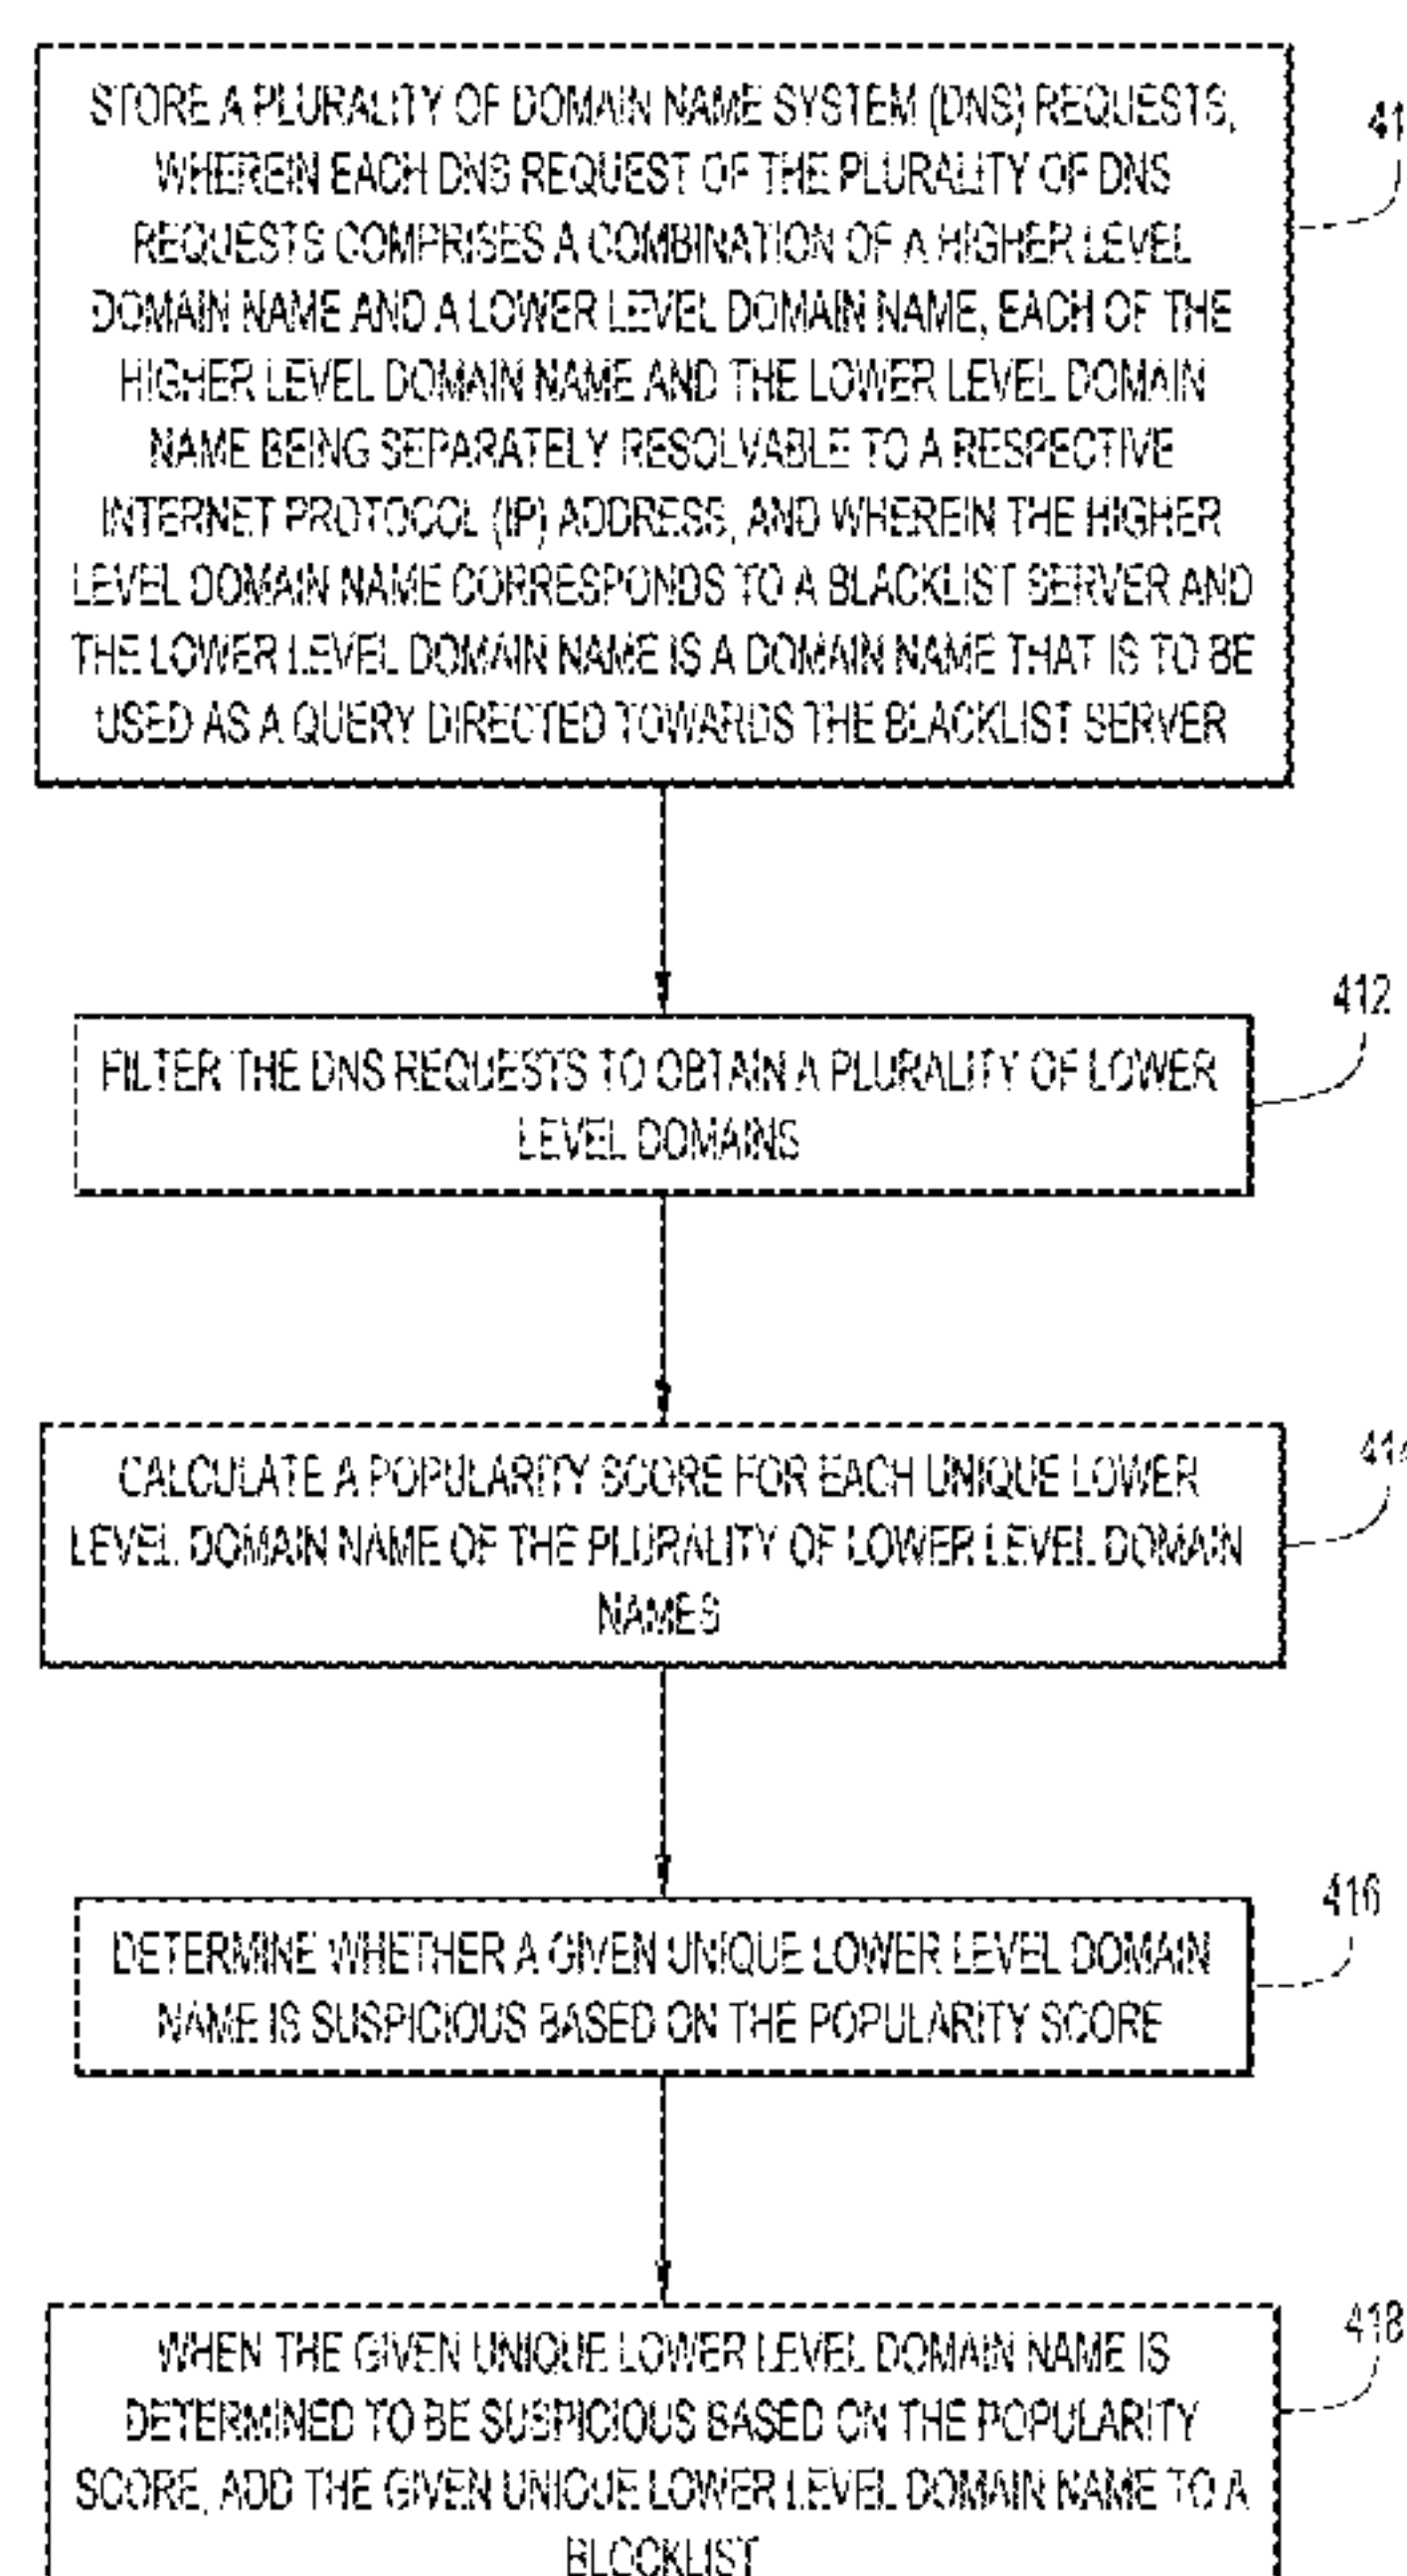 STORE A PLURALITY OF DOMAIN NAME SYSTEM (DNS) REQUESTS,
WHEREIN EACH DNS REQUEST OF THE PLURALITY OF DNS
REQUESTS COMPRISES A COMBINATION OF A HIGHER LEVEL
DOMAIN NAME AND A LOWER LEVEL DOMAIN NAME, EACH OF THE
HIGHER LEVEL DOMAIN NAME AND THE LOWER LEVEL DOMAIN
NAME BEING SEPARATELY RESOLVABLE TO A RESPECTIVE
INTERNET PROTOCOL (IP) ADDRESS, AND WHEREIN THE HIGHER
LEVEL DOMAIN NAME CORRESPONDS TO A BLACKLIST SERVER AND
THE LOWER LEVEL DOMAIN NAME IS A DOMAIN NAME THAT IS TO BE
USED AS A QUERY DIRECTED TOWARDS THE BLACKLIST SERVER
412
FILTER THE DNS REQUESTS TO OBTAIN A PLURALITY OF LOWER
LEVEL DOMAINS
414
CALCULATE A POPULARITY SCORE FOR EACH UNIQUE LOWER
LEVEL DOMAIN NAME OF THE PLURALITY OF LOWER LEVEL DOMAIN
NAMES
416
DETERMINE WHETHER A GIVEN UNIQUE LOWER LEVEL DOMAIN
NAME IS SUSPICIOUS BASED ON THE POPULARITY SCORE
418
WHEN THE GIVEN UNIQUE LOWER LEVEL DOMAIN NAME IS
DETERMINED TO BE SUSPICIOUS BASED ON THE POPULARITY
SCORE, ADD THE GIVEN UNIQUE LOWER LEVEL DOMAIN NAME TO A
BLOCKLIST